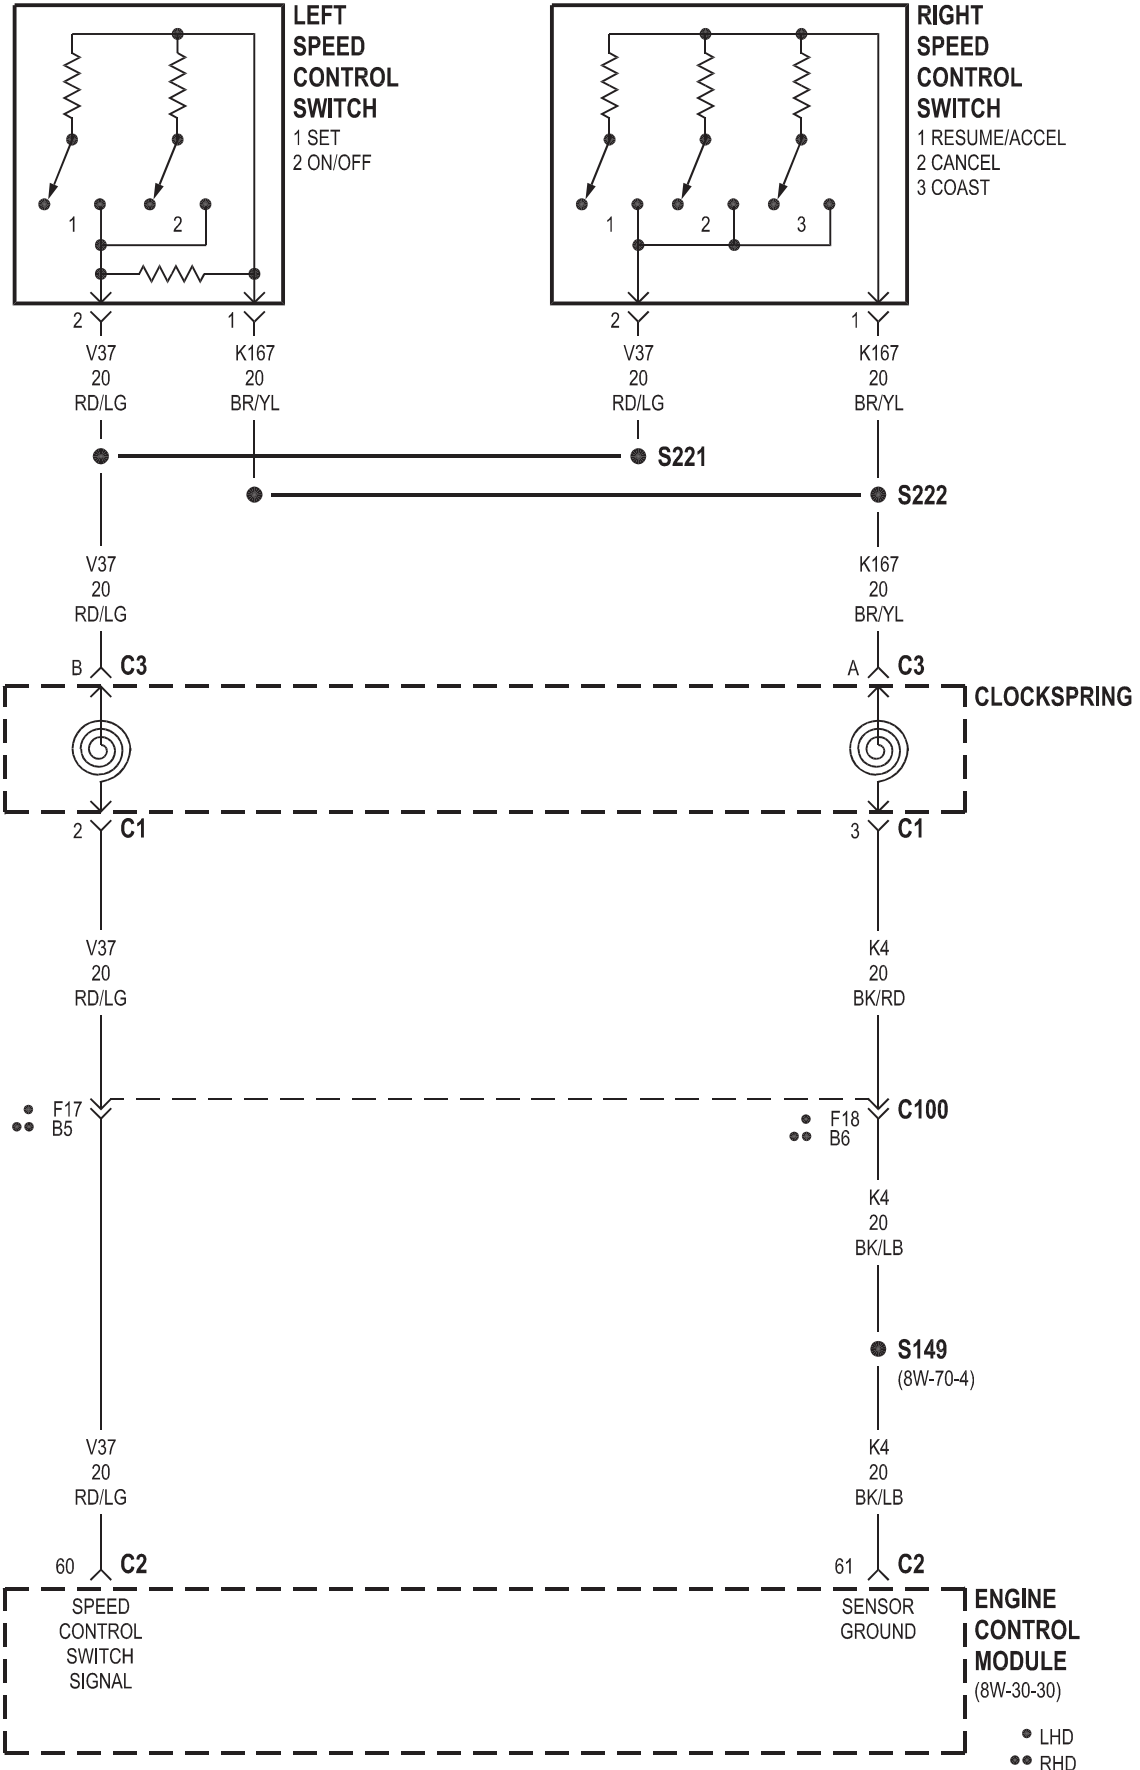 LEFT
SPEED
CONTROL
SWITCH
1 SET
2 ON/OFF
RIGHT
SPEED
CONTROL
SWITCH
1 RESUME/ACCEL
2 CANCEL
3 COAST
1 2
1 2 3
2 1 2 1
V37 K167 V37 K167
20 20 20 20
RD/LG BR/YL RD/LG BR/YL
S221
S222
V37 K167
20 20
RD/LG BR/YL
B C3 A C3
CLOCKSPRING
2 C1 3 C1
V37 K4
20 20
RD/LG BK/RD
F17
B5
F18
B6
C100
K4
20
BK/LB
S149
(8W-70-4)
V37 K4
20 20
RD/LG BK/LB
60 C2 61 C2
SPEED
CONTROL
SWITCH
SIGNAL
SENSOR
GROUND
ENGINE
CONTROL
MODULE
(8W-30-30)
LHD
RHD